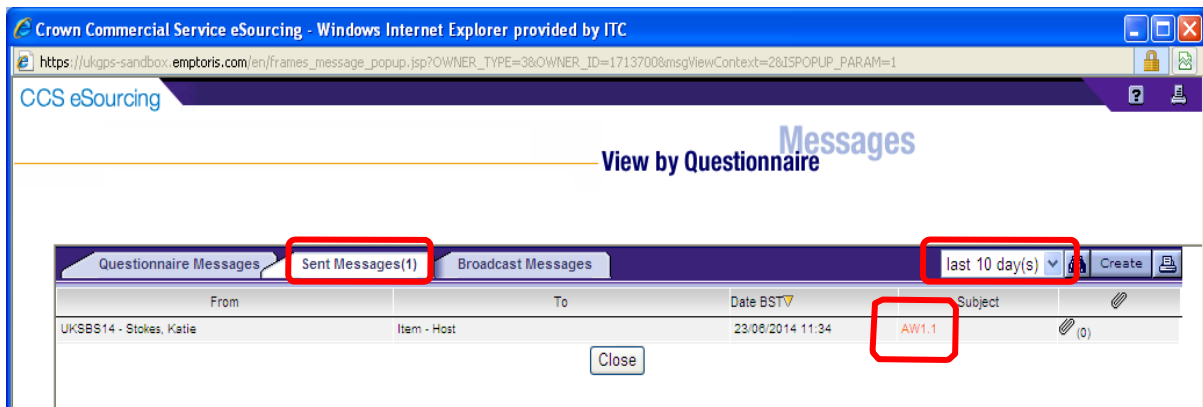 Crown Commercial Service eSourcing - Windows Internet Explorer provided by ITC
https://ukgps-sandbox.emptoris.com/en/frames_message_popup.jsp?OWNER_TYPE=3&OWNER_ID=1713700&msgViewContext=2&ISPOPUP_PARAM=1
CCS eSourcing ?
Messages
View by Questionnaire
Questionnaire Messages Sent Messages(1) Broadcast Messages last 10 day(s) Create
From To Date BST Subject
UKSBS14 - Stokes, Katie Item - Host 23/06/2014 11:34 AW1.1 (0)
Close